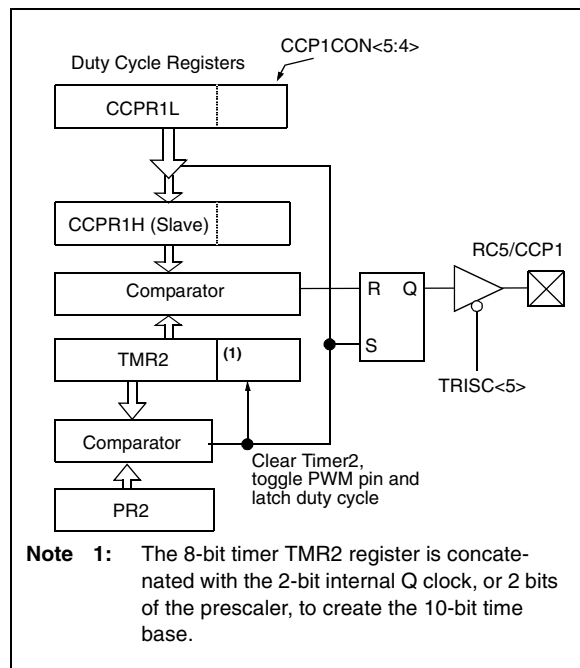 CCP1CON<5:4>
Duty Cycle Registers
CCPR1L
CCPR1H (Slave)
RC5/CCP1
Comparator
R Q
TMR2
(1)
S
TRISC<5>
Comparator
Clear Timer2,
toggle PWM pin and
latch duty cycle
PR2
Note 1: The 8-bit timer TMR2 register is concate-
nated with the 2-bit internal Q clock, or 2 bits
of the prescaler, to create the 10-bit time
base.